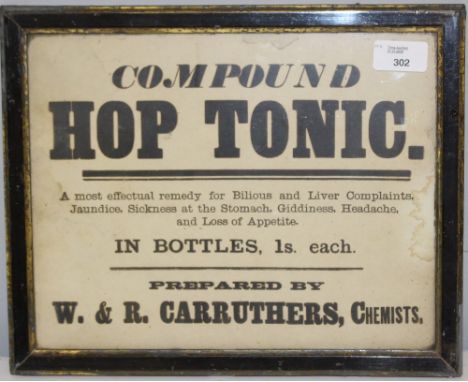 302
COMPOUND
HOP TONIC.
A most effectual remedy for Bilious and Liver Complaints,
Jaundice, Sickness at the Stomach, Giddiness, Headache,
and Loss of Appetite.
IN BOTTLES, 1s. each.
PREPARED BY
W. & R. CARRUTHERS, CHEMISTS.